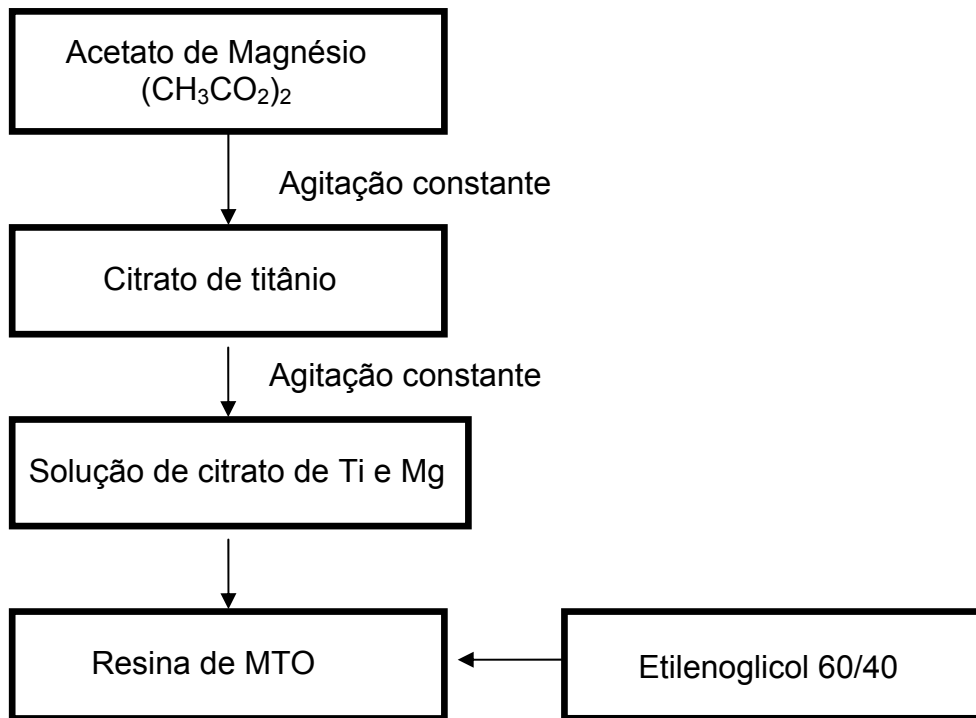 Acetato de Magnésio
(CH₃CO₂)₂
Agitação constante
Citrato de titânio
Agitação constante
Solução de citrato de Ti e Mg
Resina de MTO
Etilenoglicol 60/40